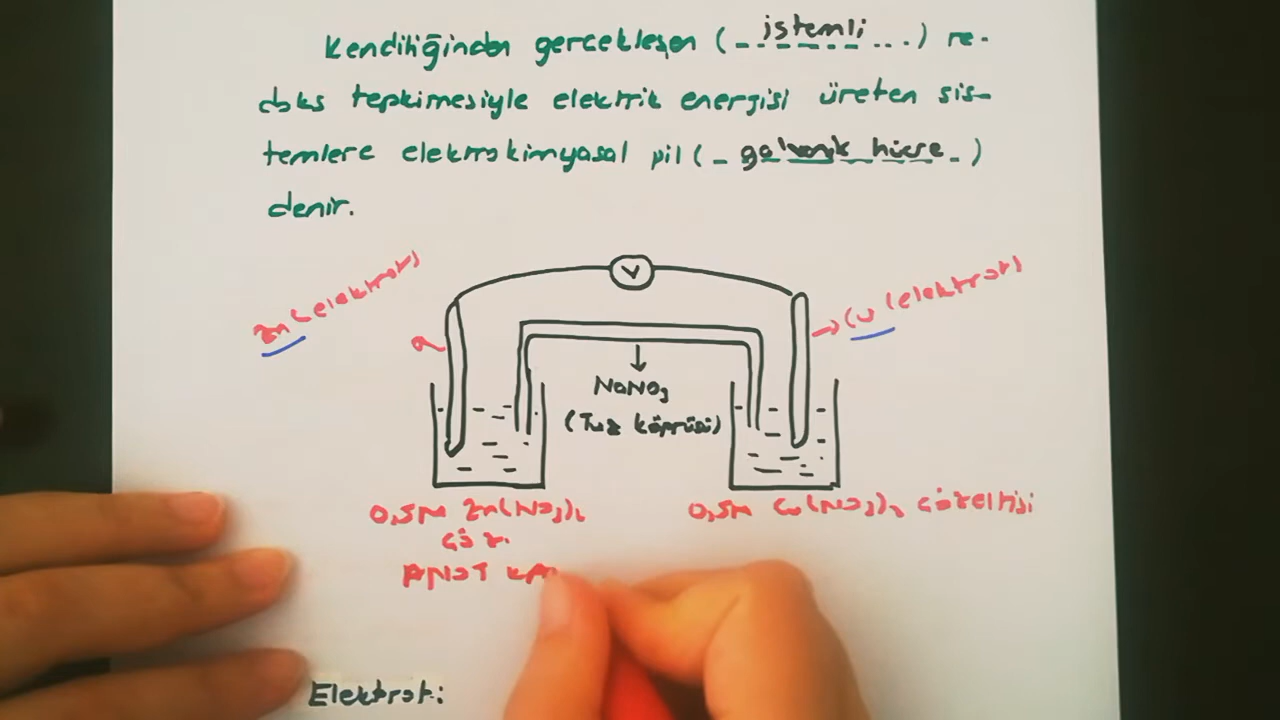 Kendiliğinden gerçekleşen (istemli) re-
doks tepkimesiyle elektrik enerjisi üreten sis-
temlere elektrokimyasal pil (galvanik hücre)
denir.
V
Zn (elektrot)
→ Cu (elektrot)
NaNO3
(Tuz köprüsü)
0,5M Zn(NO3)2
çöz.
0,5M Cu(NO3)2 çözeltisi
ANOT
Elektrot: